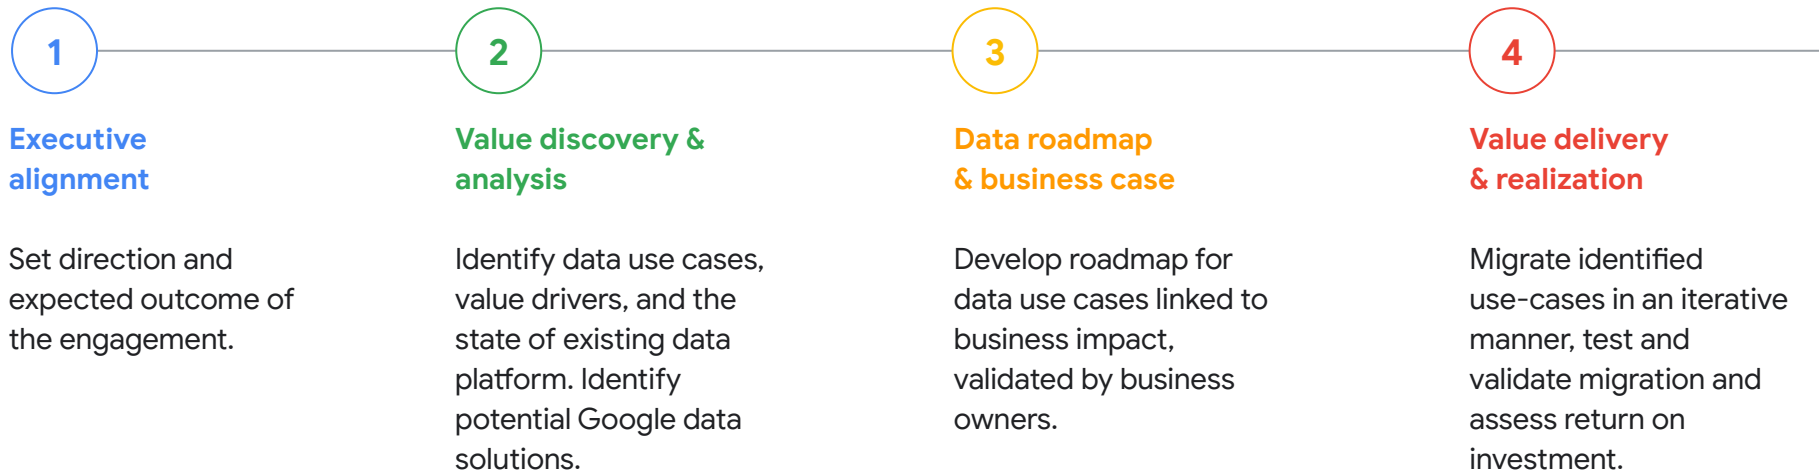 1
Executive
alignment
Set direction and
expected outcome of
the engagement.
2
Value discovery &
analysis
Identify data use cases,
value drivers, and the
state of existing data
platform. Identify
potential Google data
solutions.
3
Data roadmap
& business case
Develop roadmap for
data use cases linked to
business impact,
validated by business
owners.
4
Value delivery
& realization
Migrate identified
use-cases in an iterative
manner, test and
validate migration and
assess return on
investment.